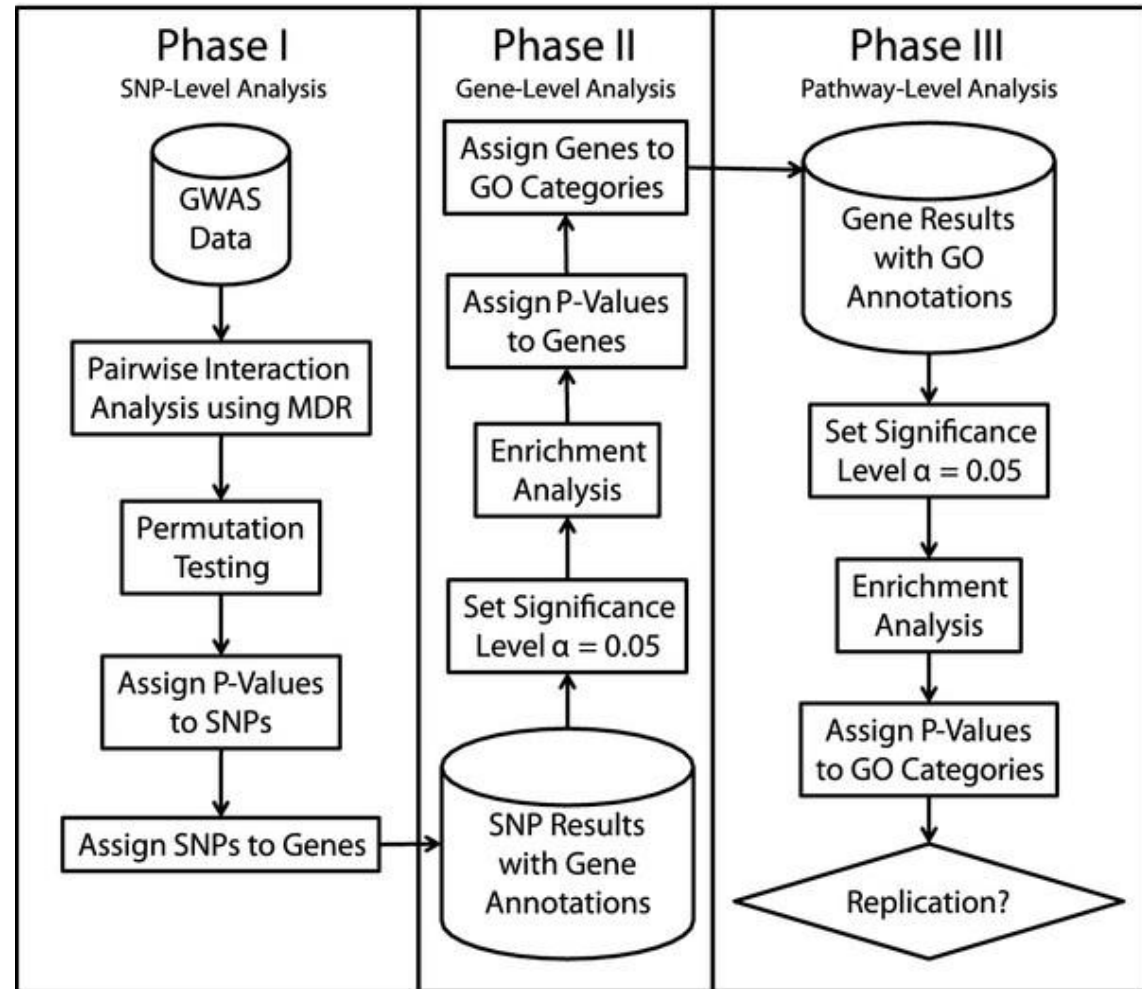 Phase I
SNP-Level Analysis
GWAS
Data
Pairwise Interaction
Analysis using MDR
Permutation
Testing
Assign P-Values
to SNPs
Assign SNPs to Genes
Phase II
Gene-Level Analysis
Assign Genes to
GO Categories
Assign P-Values
to Genes
Enrichment
Analysis
Set Significance
Level α = 0.05
SNP Results
with Gene
Annotations
Phase III
Pathway-Level Analysis
Gene Results
with GO
Annotations
Set Significance
Level α = 0.05
Enrichment
Analysis
Assign P-Values
to GO Categories
Replication?